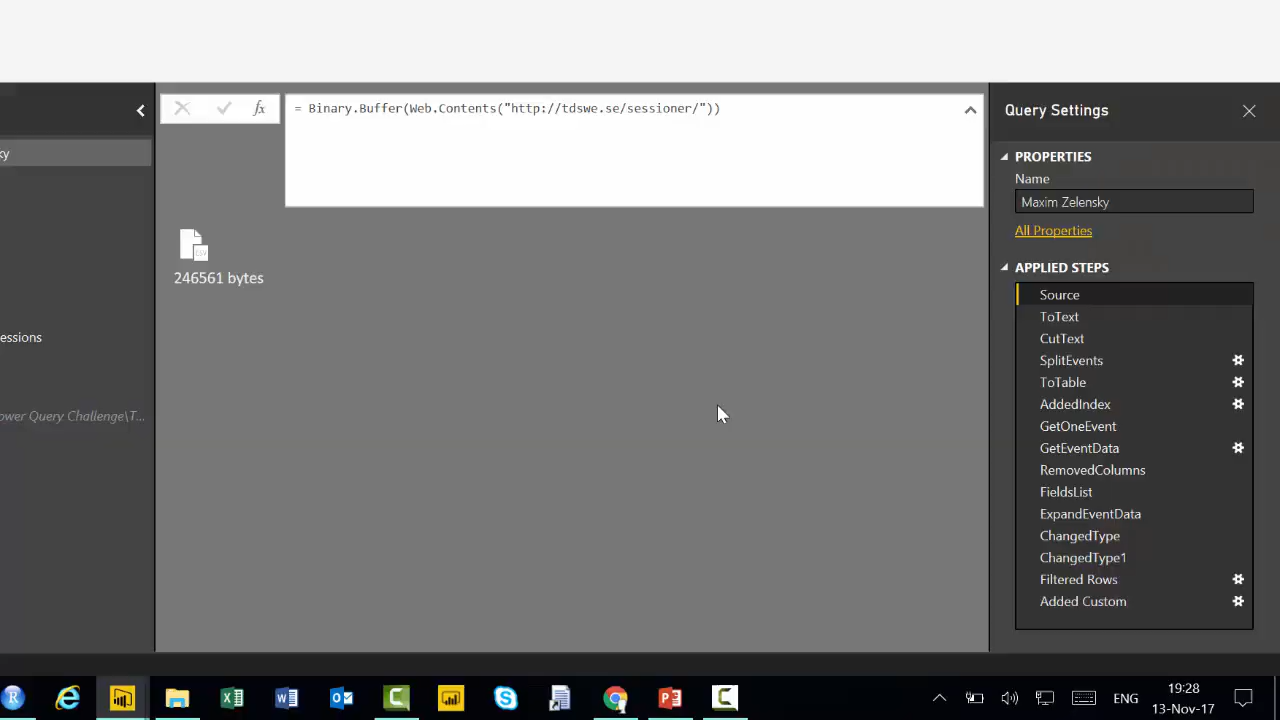 = Binary.Buffer(Web.Contents("http://tdswe.se/sessioner/"))
ky
essions
ower Query Challenge\T...
CSV
246561 bytes
Query Settings
PROPERTIES
Name
Maxim Zelensky
All Properties
APPLIED STEPS
Source
ToText
CutText
SplitEvents
ToTable
AddedIndex
GetOneEvent
GetEventData
RemovedColumns
FieldsList
ExpandEventData
ChangedType
ChangedType1
Filtered Rows
Added Custom
ENG
19:28
13-Nov-17